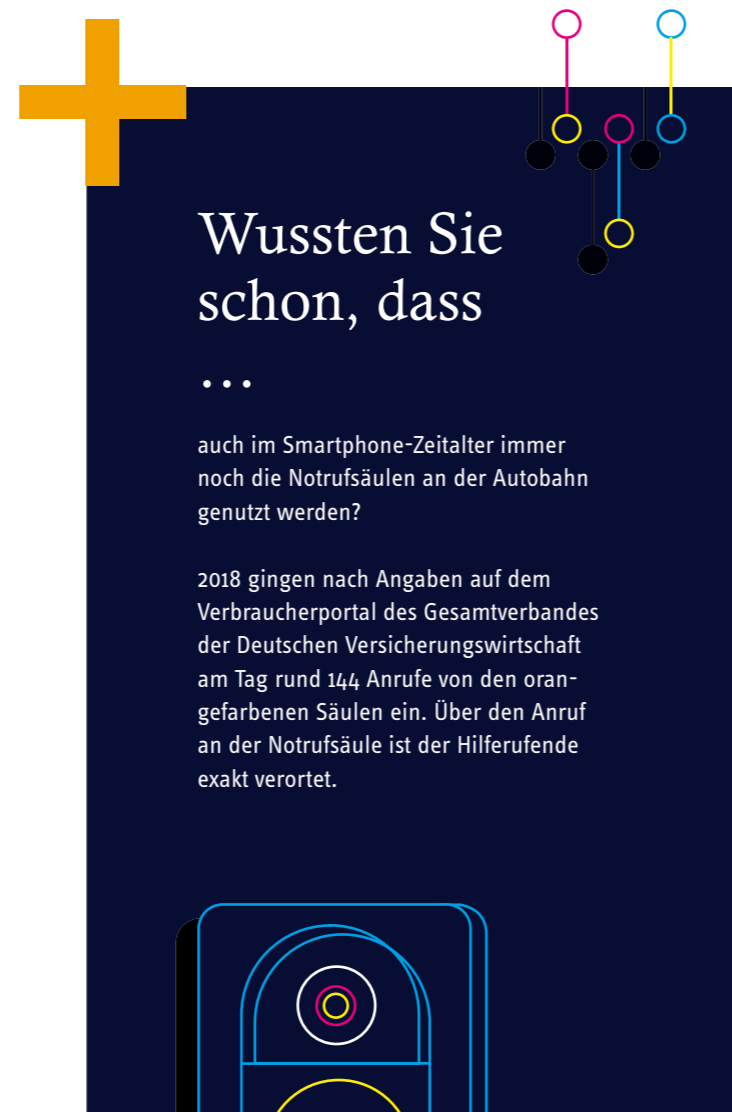 Wussten Sie
schon, dass
...
auch im Smartphone-Zeitalter immer
noch die Notrufsäulen an der Autobahn
genutzt werden?
2018 gingen nach Angaben auf dem
Verbraucherportal des Gesamtverbandes
der Deutschen Versicherungswirtschaft
am Tag rund 144 Anrufe von den oran-
gefarbenen Säulen ein. Über den Anruf
an der Notrufsäule ist der Hilferufende
exakt verortet.